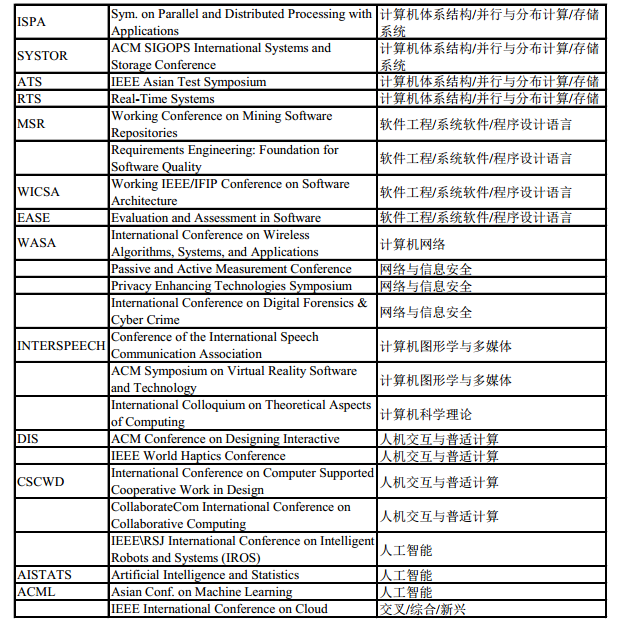 ISPA
Sym. on Parallel and Distributed Processing with
Applications
计算机体系结构/并行与分布计算/存储
系统
SYSTOR
ACM SIGOPS International Systems and
Storage Conference
计算机体系结构/并行与分布计算/存储
系统
ATS
IEEE Asian Test Symposium
计算机体系结构/并行与分布计算/存储
RTS
Real-Time Systems
计算机体系结构/并行与分布计算/存储
MSR
Working Conference on Mining Software
Repositories
软件工程/系统软件/程序设计语言
Requirements Engineering: Foundation for
Software Quality
软件工程/系统软件/程序设计语言
WICSA
Working IEEE/IFIP Conference on Software
Architecture
软件工程/系统软件/程序设计语言
EASE
Evaluation and Assessment in Software
软件工程/系统软件/程序设计语言
WASA
International Conference on Wireless
Algorithms, Systems, and Applications
计算机网络
Passive and Active Measurement Conference
网络与信息安全
Privacy Enhancing Technologies Symposium
网络与信息安全
International Conference on Digital Forensics &
Cyber Crime
网络与信息安全
INTERSPEECH
Conference of the International Speech
Communication Association
计算机图形学与多媒体
ACM Symposium on Virtual Reality Software
and Technology
计算机图形学与多媒体
International Colloquium on Theoretical Aspects
of Computing
计算机科学理论
DIS
ACM Conference on Designing Interactive
人机交互与普适计算
IEEE World Haptics Conference
人机交互与普适计算
CSCWD
International Conference on Computer Supported
Cooperative Work in Design
人机交互与普适计算
CollaborateCom International Conference on
Collaborative Computing
人机交互与普适计算
IEEE\RSJ International Conference on Intelligent
Robots and Systems (IROS)
人工智能
AISTATS
Artificial Intelligence and Statistics
人工智能
ACML
Asian Conf. on Machine Learning
人工智能
IEEE International Conference on Cloud
交叉/综合/新兴